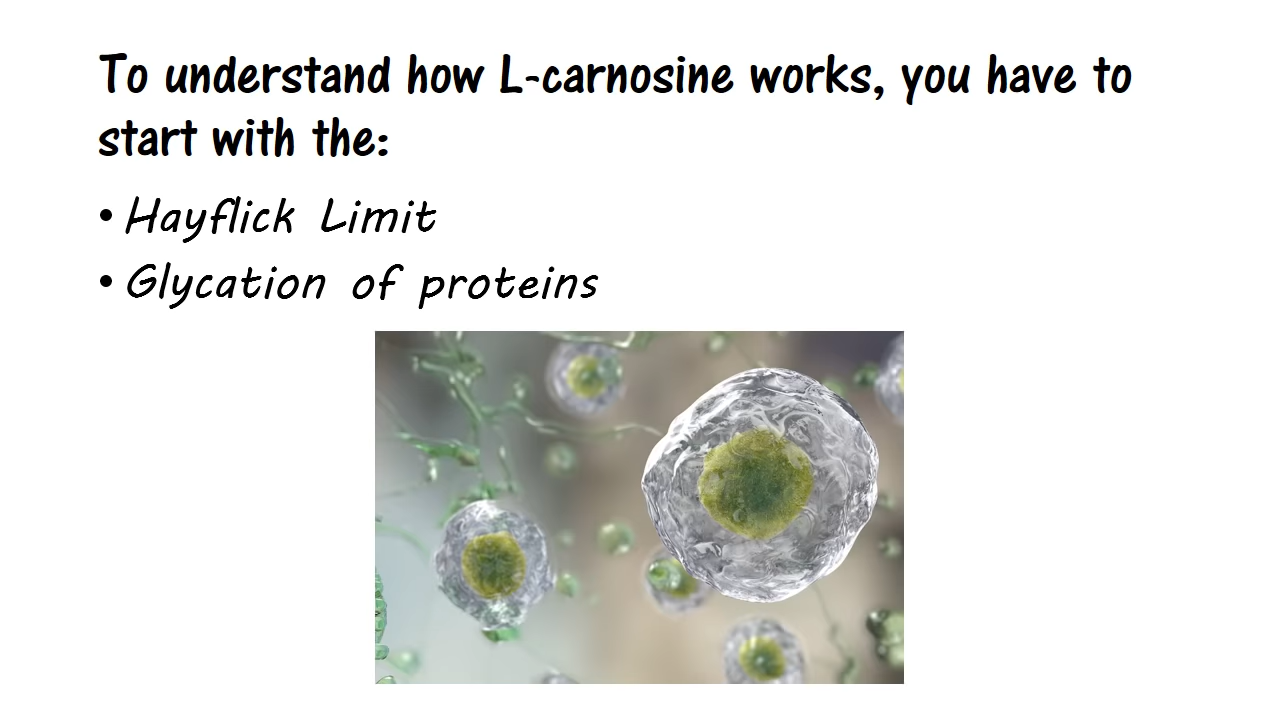 To understand how L-carnosine works, you have to
start with the:
• Hayflick Limit
• Glycation of proteins